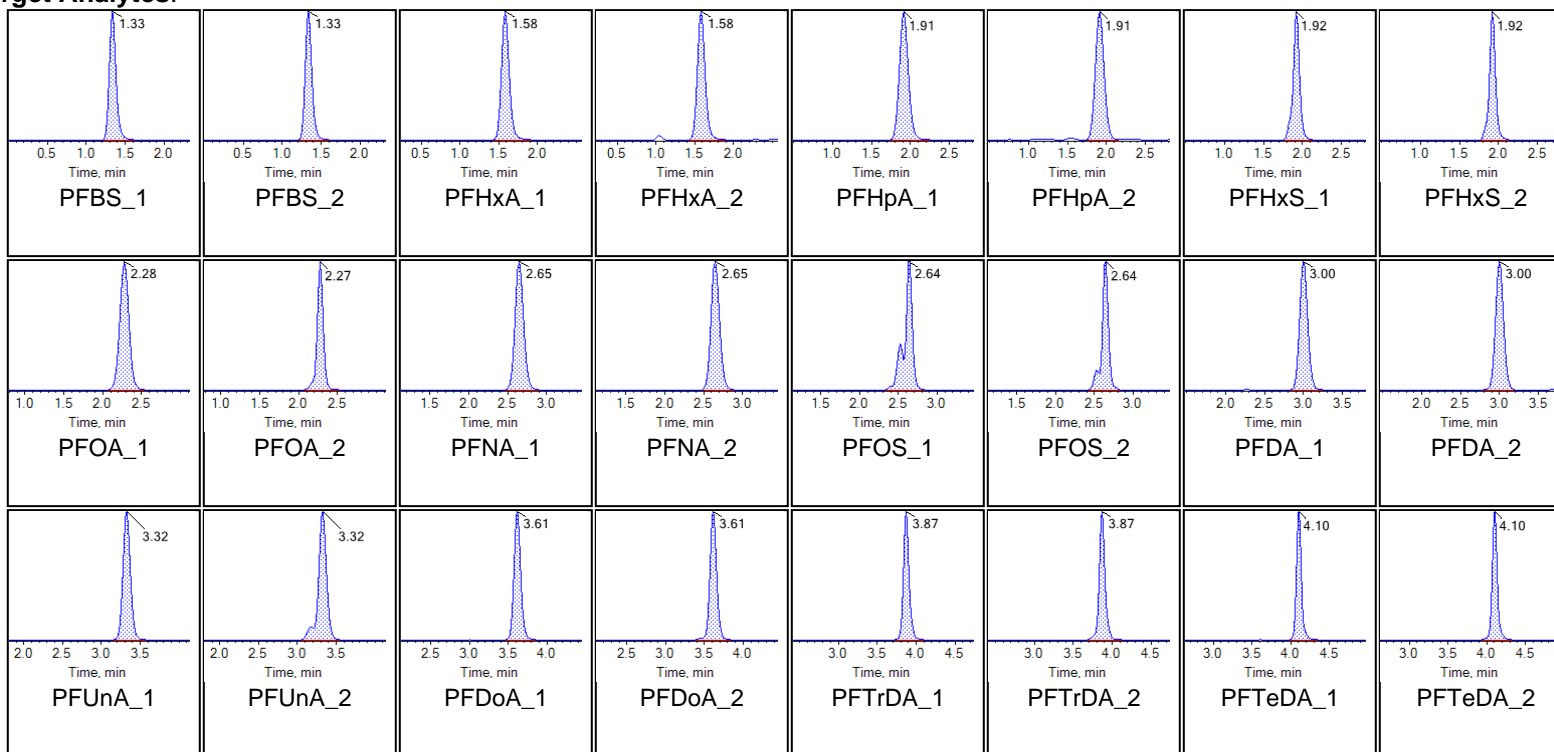 rget Analytes:
1.33 1.33 1.58 1.58 1.91 1.91 1.92 1.92
0.5 1.0 1.5 2.0 0.5 1.0 1.5 2.0 0.5 1.0 1.5 2.0 0.5 1.0 1.5 2.0 1.0 1.5 2.0 2.5 1.0 1.5 2.0 2.5 1.0 1.5 2.0 2.5 1.0 1.5 2.0 2.5
Time, min Time, min Time, min Time, min Time, min Time, min Time, min Time, min
PFBS_1 PFBS_2 PFHxA_1 PFHxA_2 PFHpA_1 PFHpA_2 PFHxS_1 PFHxS_2
2.28 2.27 2.65 2.65 2.64 2.64 3.00 3.00
1.0 1.5 2.0 2.5 1.0 1.5 2.0 2.5 1.5 2.0 2.5 3.0 1.5 2.0 2.5 3.0 1.5 2.0 2.5 3.0 1.5 2.0 2.5 3.0 2.0 2.5 3.0 3.5 2.0 2.5 3.0 3.5
Time, min Time, min Time, min Time, min Time, min Time, min Time, min Time, min
PFOA_1 PFOA_2 PFNA_1 PFNA_2 PFOS_1 PFOS_2 PFDA_1 PFDA_2
3.32 3.32 3.61 3.61 3.87 3.87 4.10 4.10
2.0 2.5 3.0 3.5 2.0 2.5 3.0 3.5 2.5 3.0 3.5 4.0 2.5 3.0 3.5 4.0 3.0 3.5 4.0 4.5 3.0 3.5 4.0 4.5 3.0 3.5 4.0 4.5 3.0 3.5 4.0 4.5
Time, min Time, min Time, min Time, min Time, min Time, min Time, min Time, min
PFUnA_1 PFUnA_2 PFDoA_1 PFDoA_2 PFTrDA_1 PFTrDA_2 PFTeDA_1 PFTeDA_2